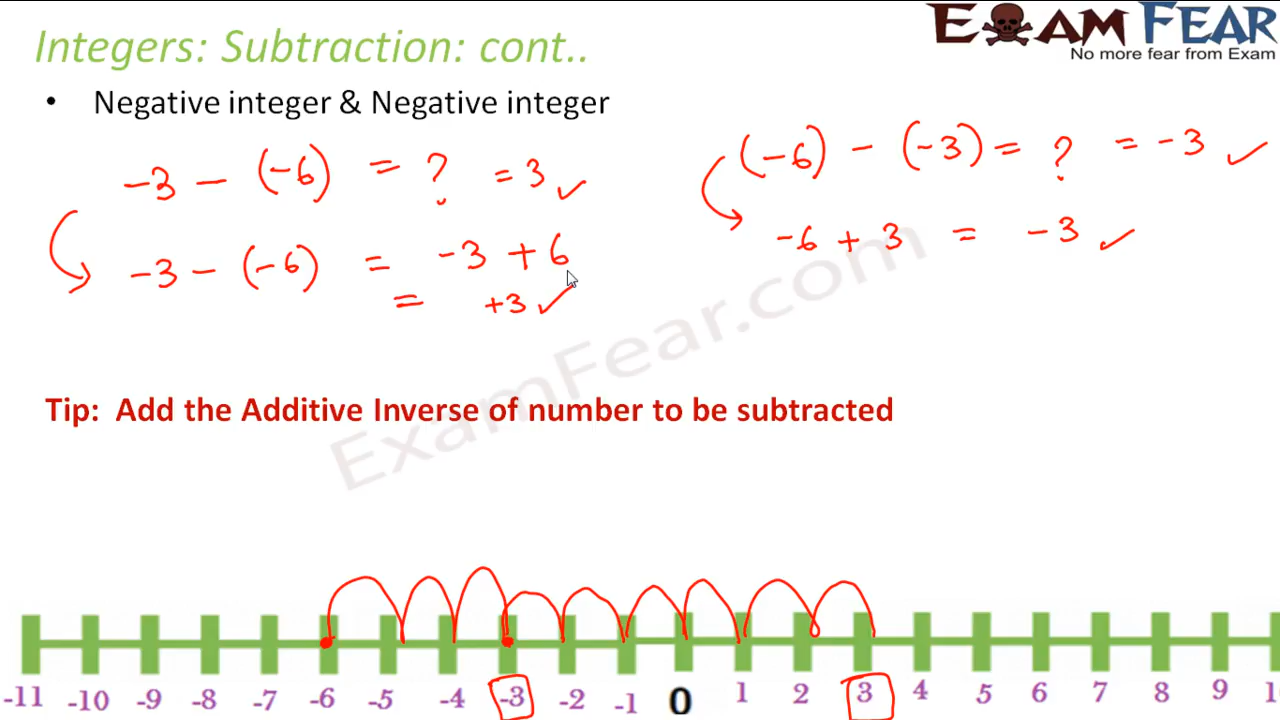 Integers: Subtraction: cont..
EXAM FEAR
No more fear from Exam
• Negative integer & Negative integer
-3 - (-6) = ? = 3 ✓
-3 - (-6) = -3 + 6
= +3 ✓
(-6) - (-3) = ? = -3 ✓
-6 + 3 = -3 ✓
ExamFear.com
Tip: Add the Additive Inverse of number to be subtracted
-11 -10 -9 -8 -7 -6 -5 -4 -3 -2 -1 0 1 2 3 4 5 6 7 8 9 1